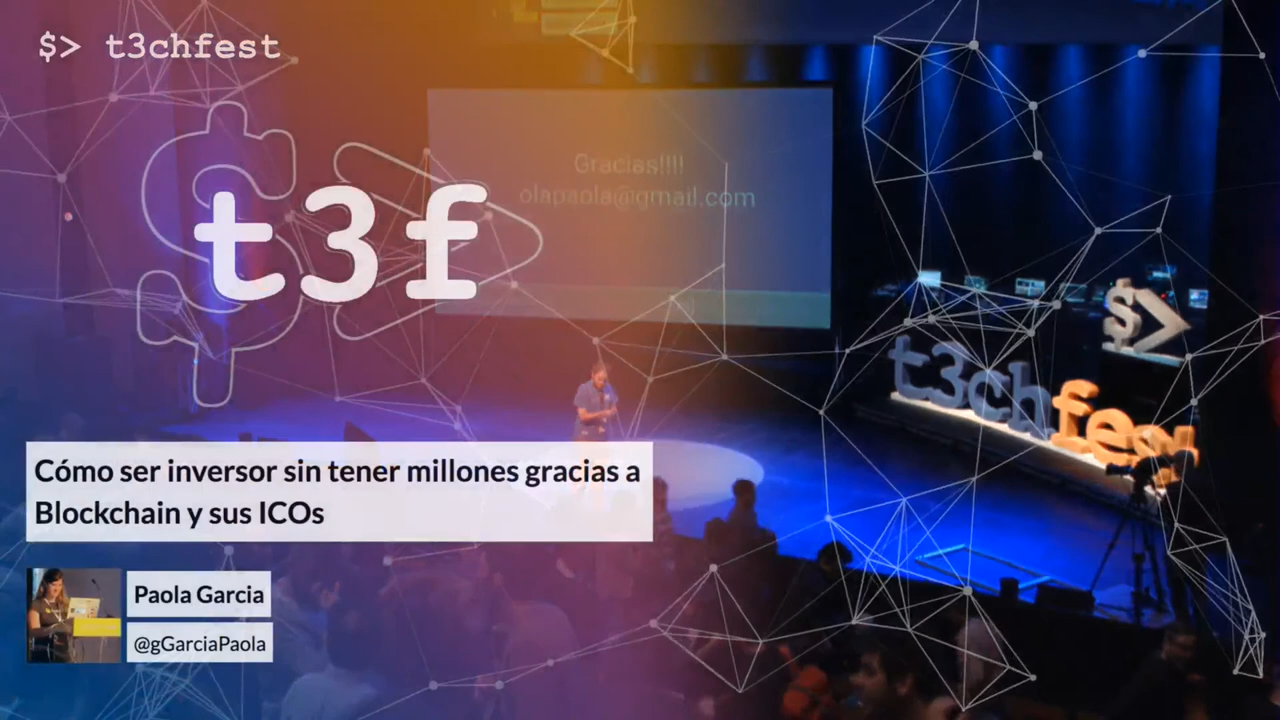 $> t3chfest
Gracias!!!!
olapaola@gmail.com
t3f
$>
t3chfest
Cómo ser inversor sin tener millones gracias a
Blockchain y sus ICOs
Paola Garcia
@gGarciaPaola